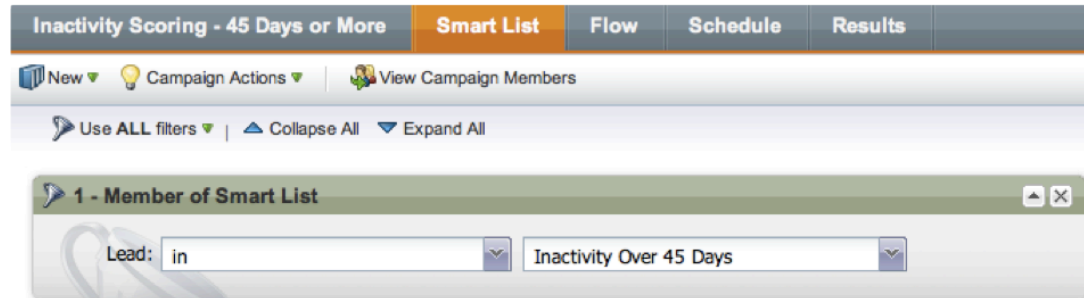 Inactivity Scoring - 45 Days or More Smart List Flow Schedule Results
New Campaign Actions View Campaign Members
Use ALL filters | Collapse All Expand All
1 - Member of Smart List
Lead: in Inactivity Over 45 Days